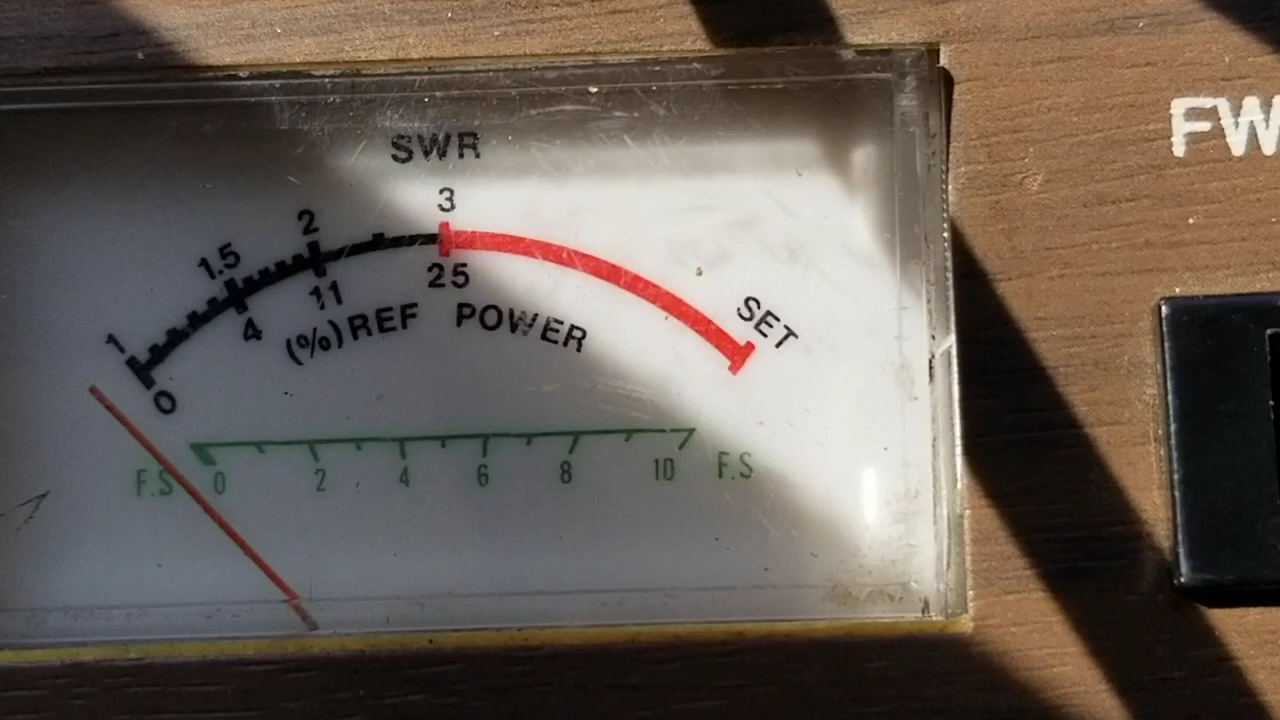 SWR
1 1.5 2 3 SET
0 4 11 25
(%) REF POWER
F.S 0 2 4 6 8 10 F.S
FW